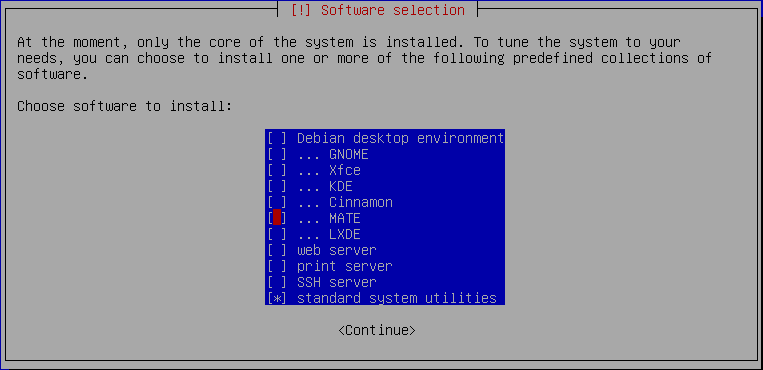 [!] Software selection
At the moment, only the core of the system is installed. To tune the system to your
needs, you can choose to install one or more of the following predefined collections of
software.
Choose software to install:
[ ] Debian desktop environment
[ ] ... GNOME
[ ] ... Xfce
[ ] ... KDE
[ ] ... Cinnamon
[ ] ... MATE
[ ] ... LXDE
[ ] web server
[ ] print server
[ ] SSH server
[*] standard system utilities
<Continue>